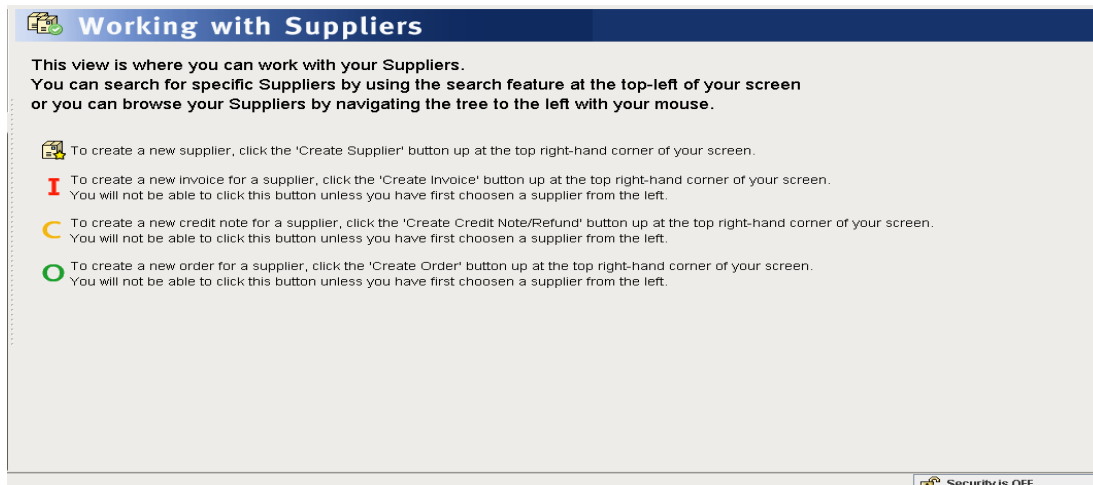 Working with Suppliers
This view is where you can work with your Suppliers.
You can search for specific Suppliers by using the search feature at the top-left of your screen
or you can browse your Suppliers by navigating the tree to the left with your mouse.
To create a new supplier, click the 'Create Supplier' button up at the top right-hand corner of your screen.
I To create a new invoice for a supplier, click the 'Create Invoice' button up at the top right-hand corner of your screen.
You will not be able to click this button unless you have first choosen a supplier from the left.
C To create a new credit note for a supplier, click the 'Create Credit Note/Refund' button up at the top right-hand corner of your screen.
You will not be able to click this button unless you have first choosen a supplier from the left.
O To create a new order for a supplier, click the 'Create Order' button up at the top right-hand corner of your screen.
You will not be able to click this button unless you have first choosen a supplier from the left.
Security is OFF